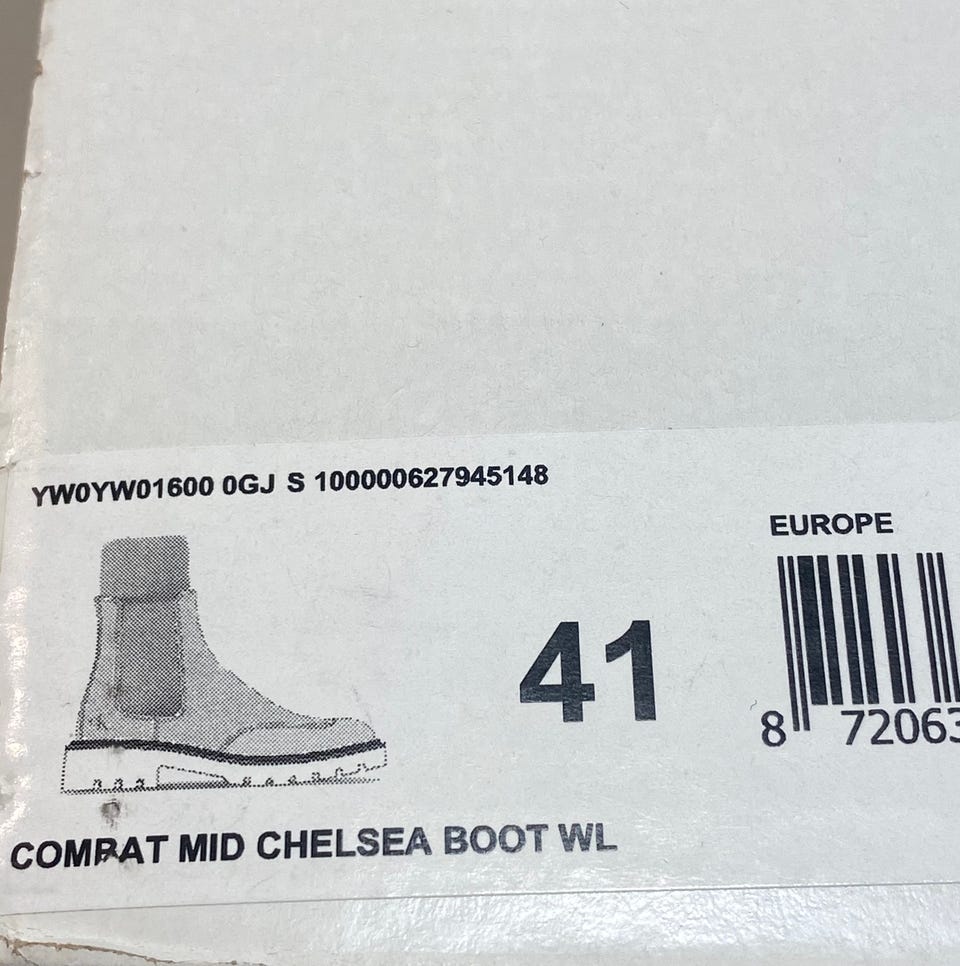 YW0YW01600 0GJ S 100000627945148
EUROPE
41
8 72063
COMBAT MID CHELSEA BOOT WL